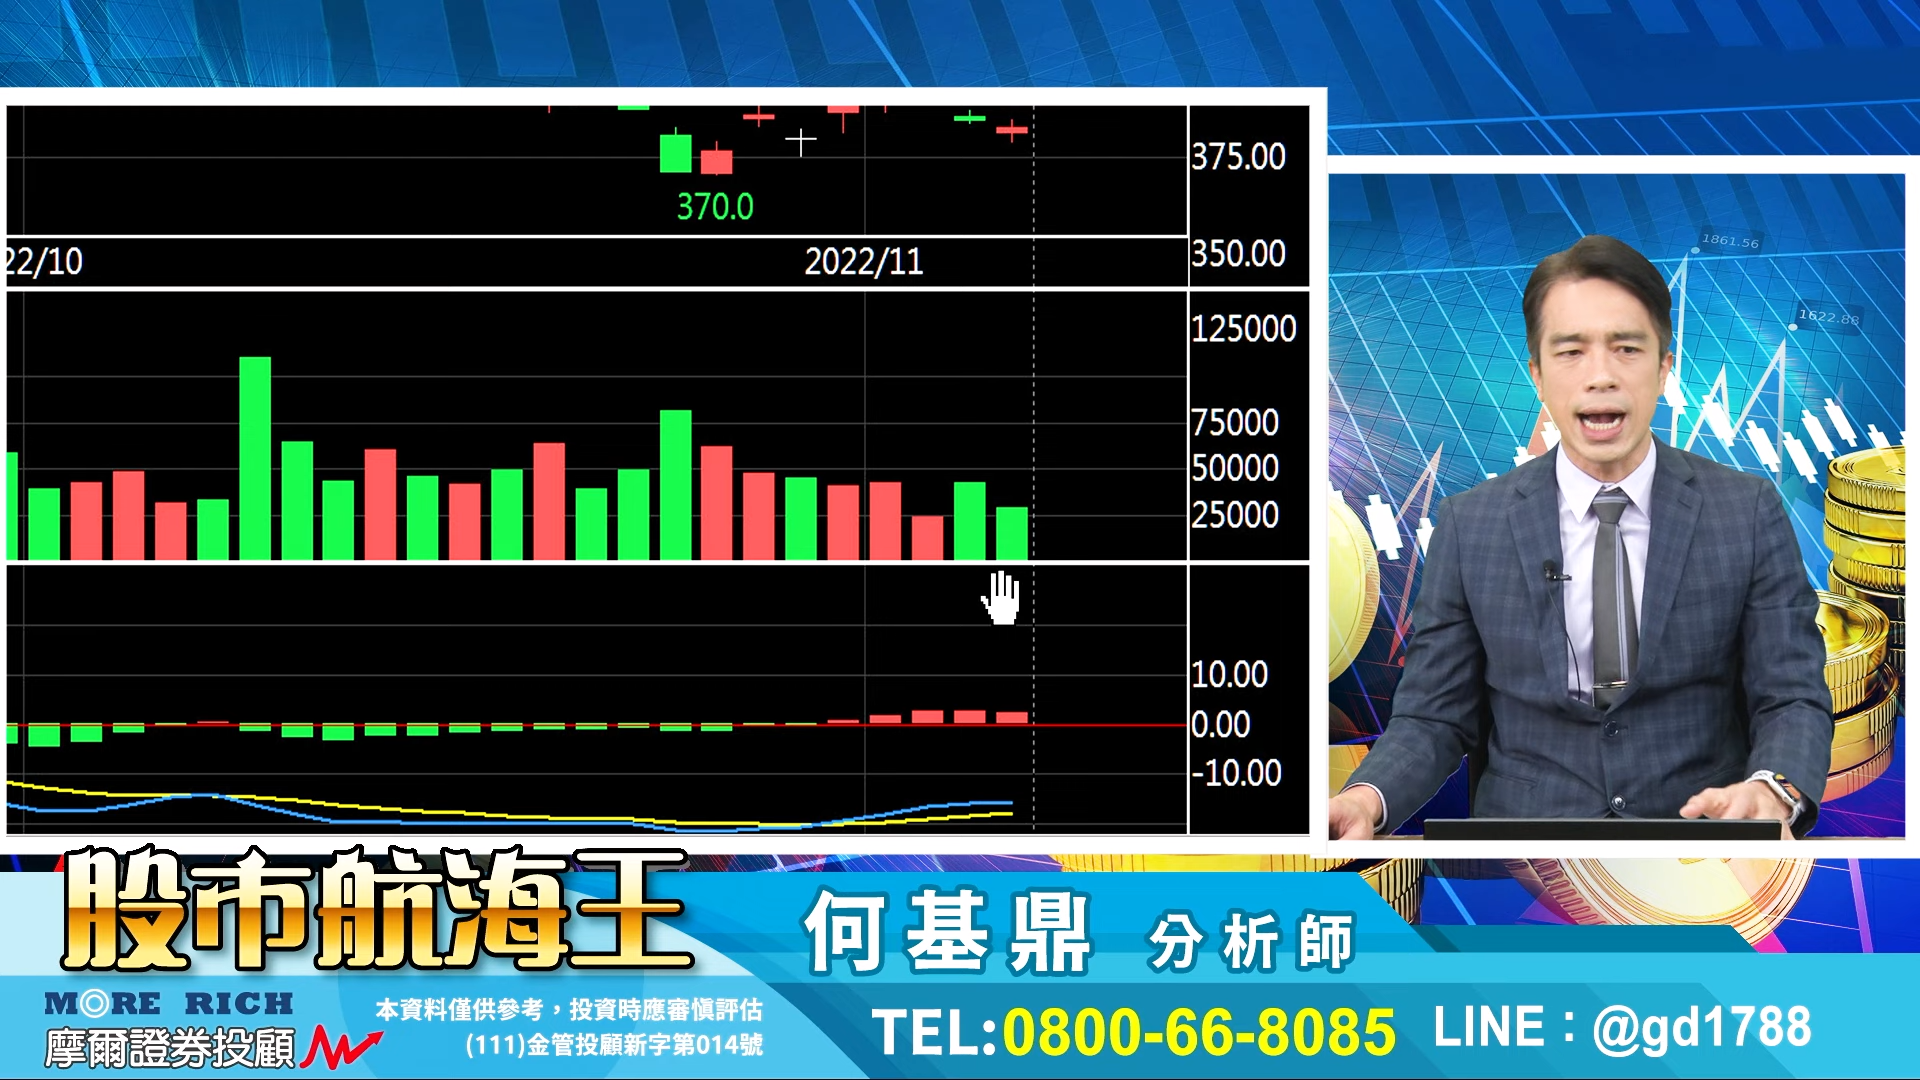 375.00
370.0
350.00
22/10
2022/11
125000
75000
50000
25000
10.00
0.00
-10.00
1861.56
1622.88
股市航海王
何基鼎 分析師
MORE RICH
摩爾證券投顧
本資料僅供參考，投資時應審慎評估
(111)金管投顧新字第014號
TEL:0800-66-8085
LINE：@gd1788